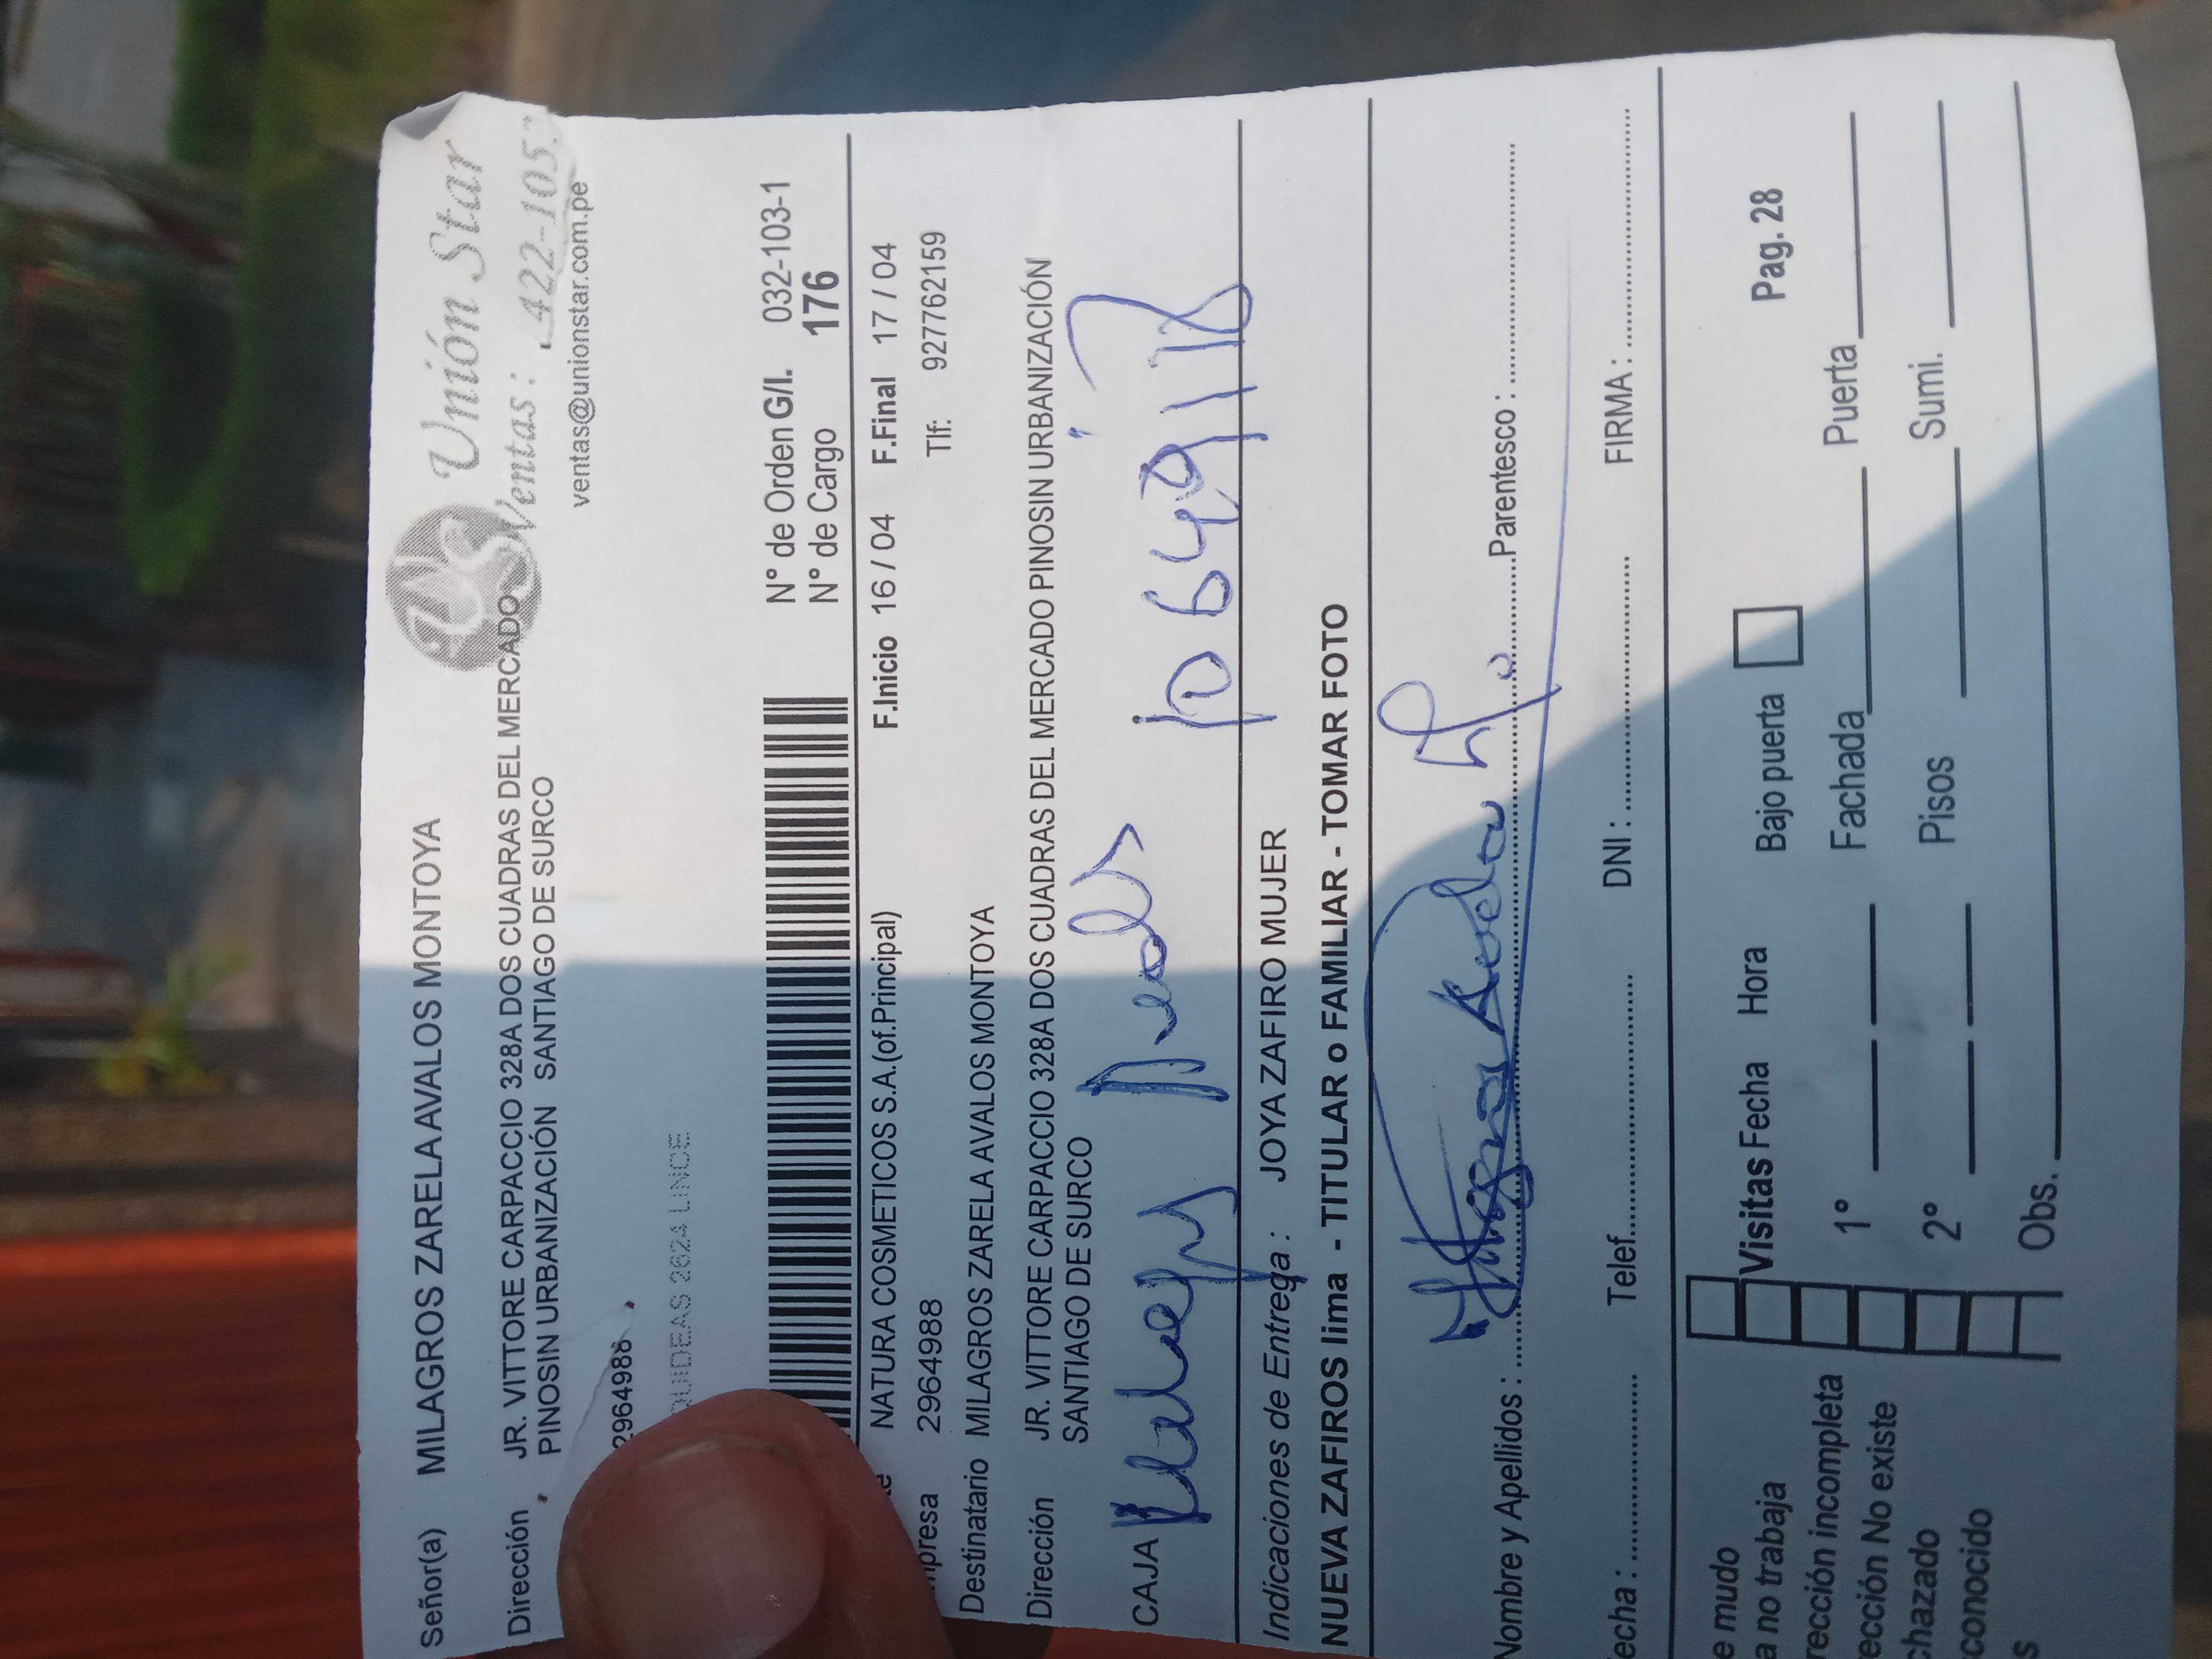 Unión Star
Señor(a) MILAGROS ZARELA AVALOS MONTOYA
Ventas: 422-105
Dirección JR. VITTORE CARPACCIO 328A DOS CUADRAS DEL MERCADO
PINOSIN URBANIZACIÓN SANTIAGO DE SURCO
ventas@unionstar.com.pe
2964988
QUIDEAS 2024 LINCE
N° de Orden G/I. 032-103-1
N° de Cargo 176
NATURA COSMETICOS S.A.(of.Principal) F.Inicio 16 / 04 F.Final 17 / 04
presa 2964988 Tlf: 927762159
Destinatario MILAGROS ZARELA AVALOS MONTOYA
Dirección JR. VITTORE CARPACCIO 328A DOS CUADRAS DEL MERCADO PINOSIN URBANIZACIÓN
SANTIAGO DE SURCO
CAJA
Indicaciones de Entrega : JOYA ZAFIRO MUJER
NUEVA ZAFIROS lima - TITULAR o FAMILIAR - TOMAR FOTO
Nombre y Apellidos : Parentesco :
echa : Telef. DNI : FIRMA :
e mudo
a no trabaja Visitas Fecha Hora Bajo puerta Pag. 28
rección incompleta 1° Fachada Puerta
ección No existe
chazado 2° Pisos Sumi.
conocido
s Obs.